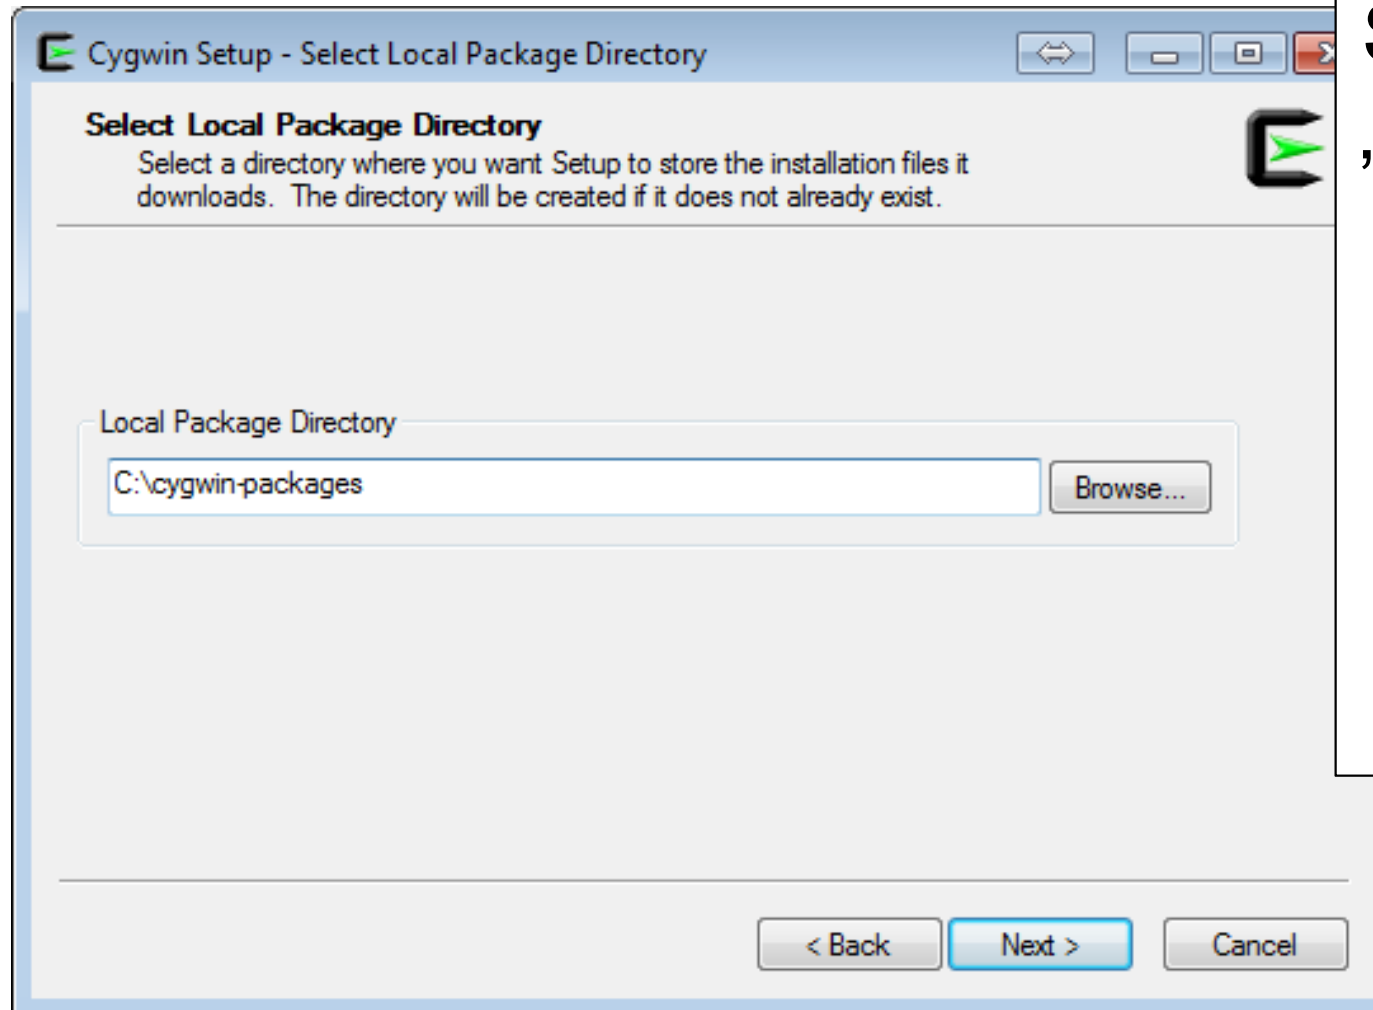 Cygwin Setup - Select Local Package Directory
Select Local Package Directory
Select a directory where you want Setup to store the installation files it
downloads.  The directory will be created if it does not already exist.
Local Package Directory
C:\cygwin-packages
Browse...
< Back
Next >
Cancel